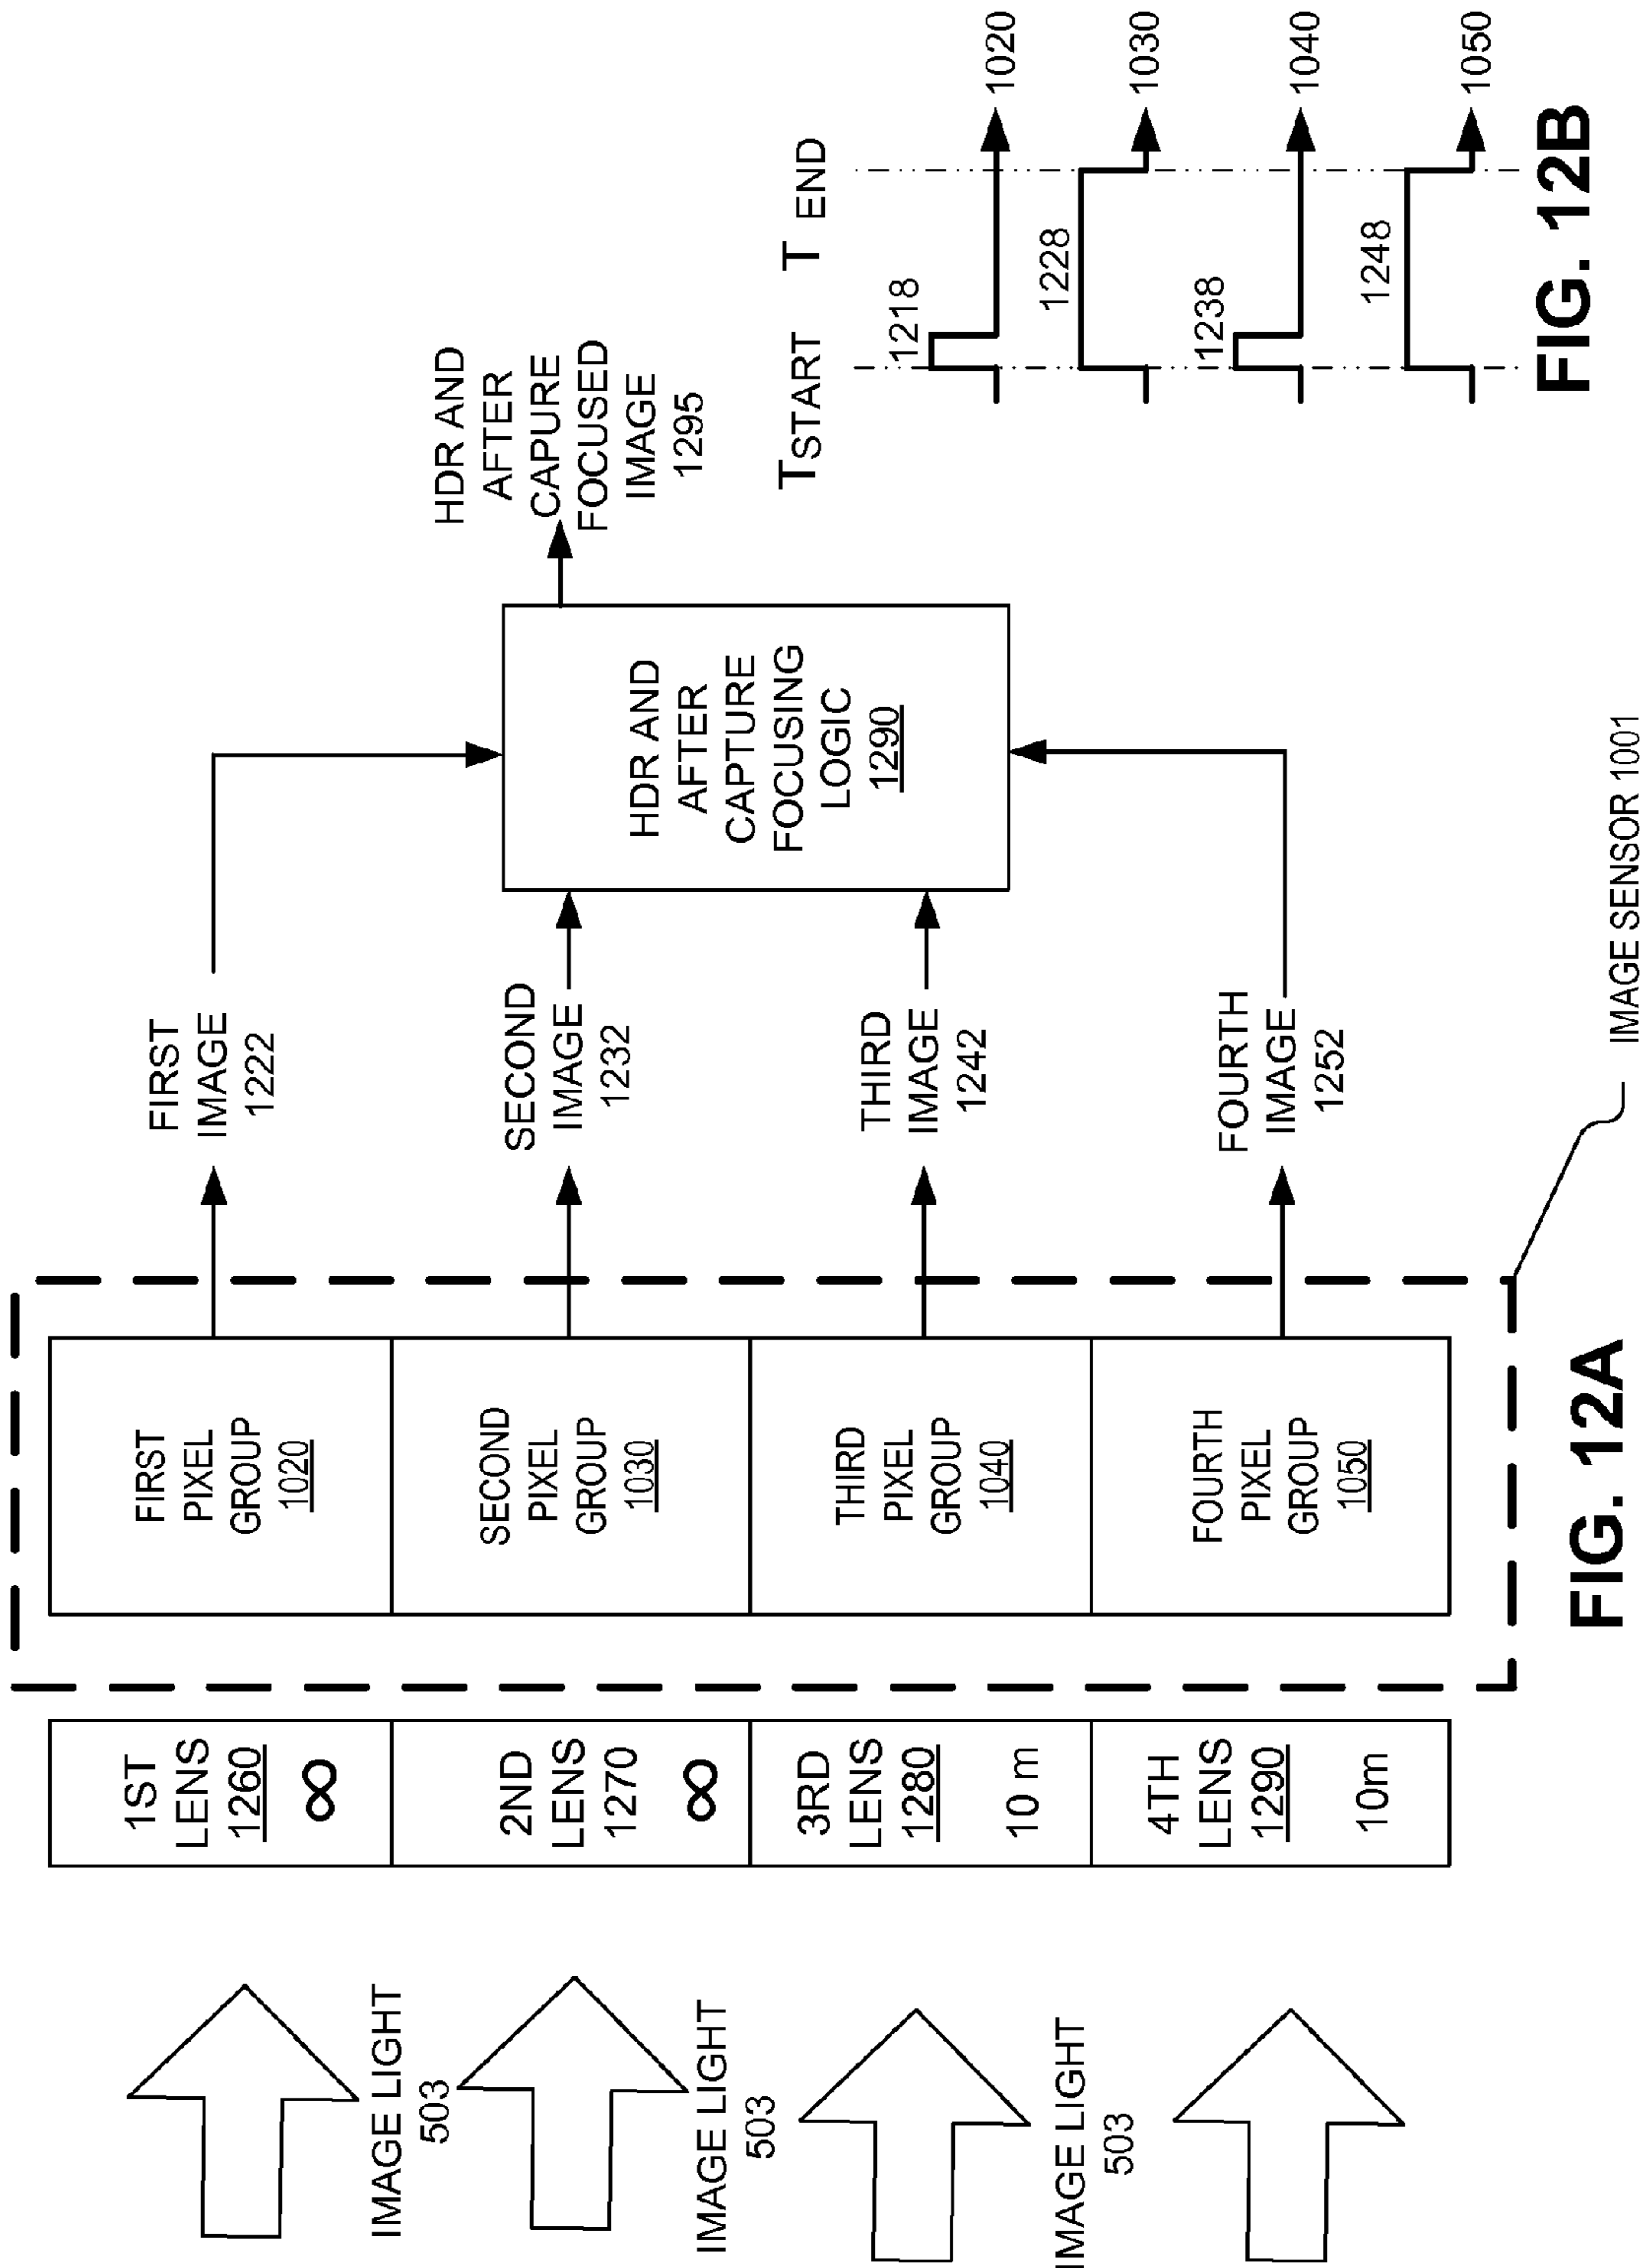 IMAGE LIGHT
503
IMAGE LIGHT
503
IMAGE LIGHT
503
1ST
LENS
1260
∞
2ND
LENS
1270
∞
3RD
LENS
1280
10 m
4TH
LENS
1290
10m
FIRST
PIXEL
GROUP
1020
SECOND
PIXEL
GROUP
1030
THIRD
PIXEL
GROUP
1040
FOURTH
PIXEL
GROUP
1050
IMAGE SENSOR 1001
FIRST
IMAGE
1222
SECOND
IMAGE
1232
THIRD
IMAGE
1242
FOURTH
IMAGE
1252
HDR AND
AFTER
CAPTURE
FOCUSING
LOGIC
1290
HDR AND
AFTER
CAPURE
FOCUSED
IMAGE
1295
FIG. 12A
TSTART T END
1218
1020
1228
1030
1238
1040
1248
1050
FIG. 12B